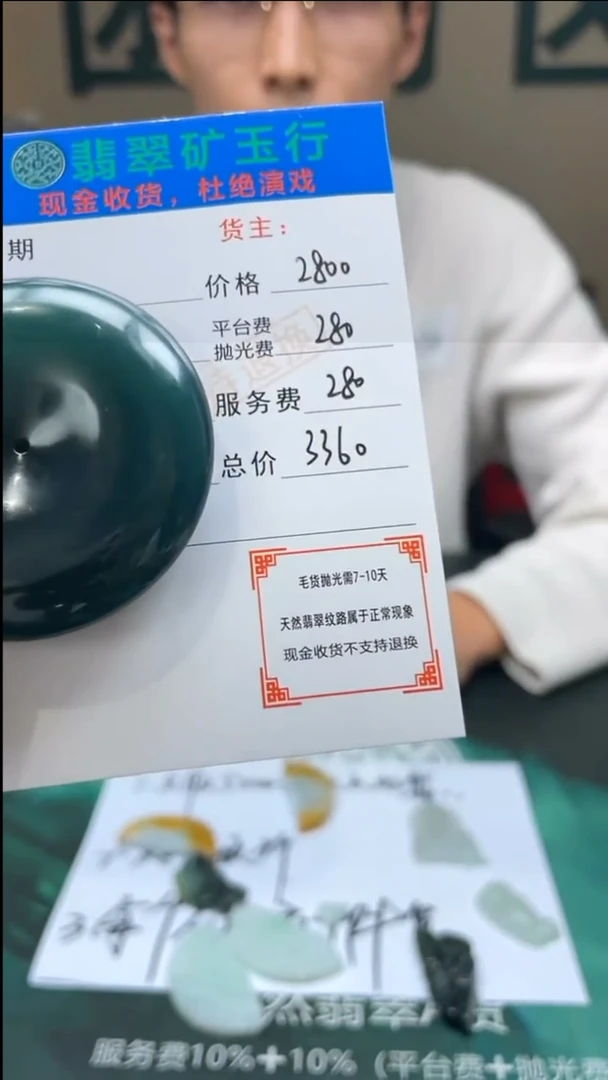 翡翠矿玉行
现金收货，杜绝演戏
货主：
期
价格 2800
平台费
抛光费 280
服务费 280
总价 3360
毛货抛光需7-10天
天然翡翠纹路属于正常现象
现金收货不支持退换
然翡翠A货
服务费10%+10%（平台费+抛光费